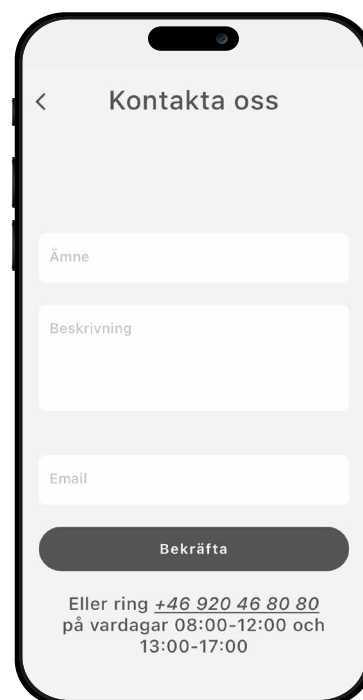 Kontakta oss
Ämne
Beskrivning
Email
Bekräfta
Eller ring +46 920 46 80 80
på vardagar 08:00-12:00 och
13:00-17:00